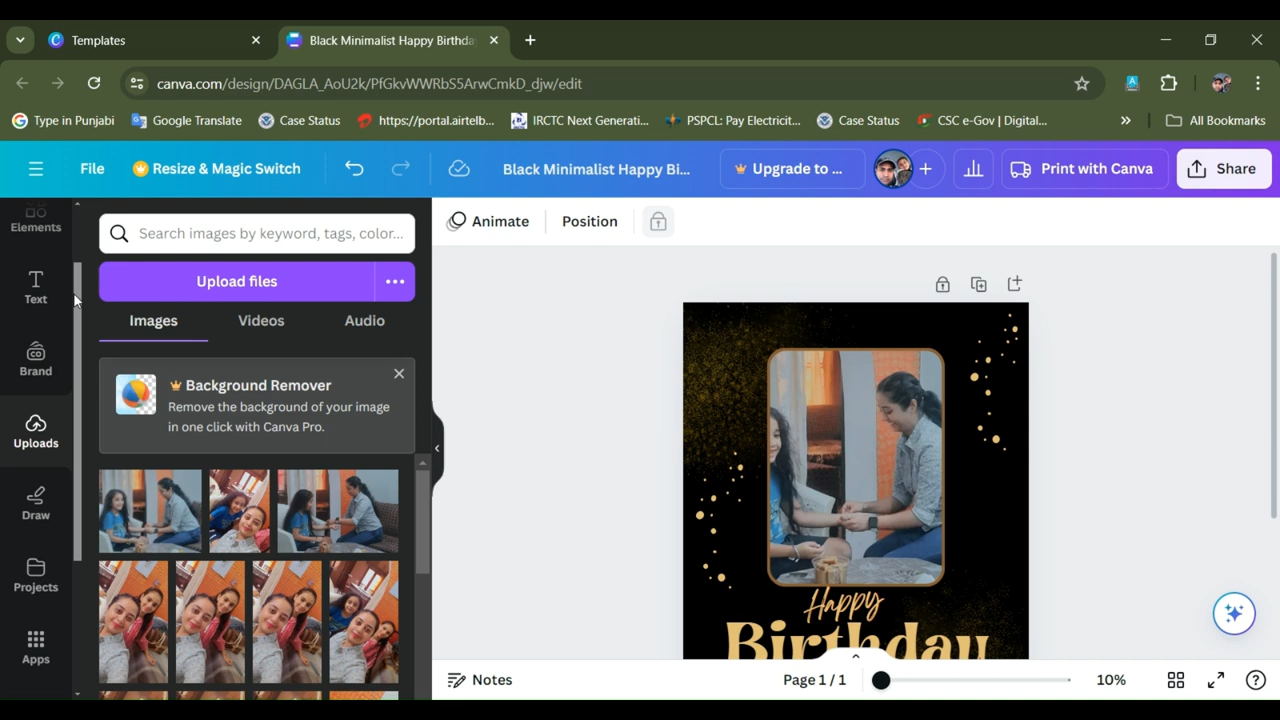 Templates
Black Minimalist Happy Birthda
canva.com/design/DAGLA_AoU2k/PfGkvWWRbS5ArwCmkD_djw/edit
Type in Punjabi
Google Translate
Case Status
https://portal.airtelb...
IRCTC Next Generati...
PSPCL: Pay Electricit...
Case Status
CSC e-Gov | Digital...
»
All Bookmarks
File
Resize & Magic Switch
Black Minimalist Happy Bi...
Upgrade to ...
Print with Canva
Share
Elements
Text
Brand
Uploads
Draw
Projects
Apps
Search images by keyword, tags, color...
Upload files
Images
Videos
Audio
Background Remover
Remove the background of your image
in one click with Canva Pro.
Animate
Position
Happy
Birthday
Notes
Page 1 / 1
10%